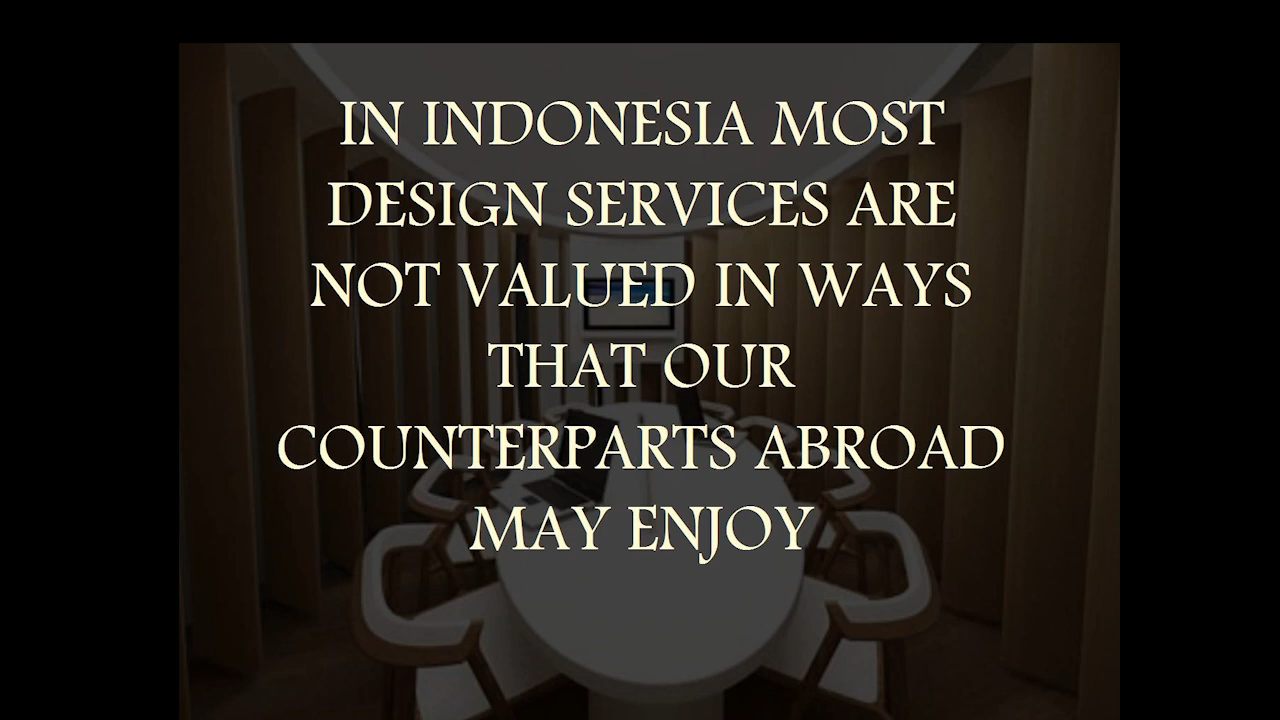 IN INDONESIA MOST
DESIGN SERVICES ARE
NOT VALUED IN WAYS
THAT OUR
COUNTERPARTS ABROAD
MAY ENJOY